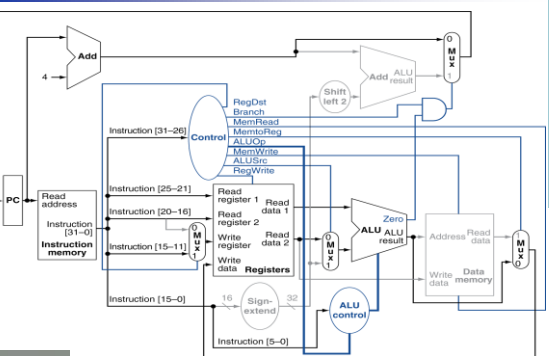 Add
4
0
M
u
x
1
Add
ALU
result
Shift
left 2
RegDst
Branch
MemRead
MemtoReg
ALUOp
MemWrite
ALUSrc
RegWrite
Control
Instruction [31–26]
PC
Read
address
Instruction
[31–0]
Instruction
memory
Instruction [25–21]
Instruction [20–16]
Instruction [15–11]
0
M
u
x
1
Read
register 1
Read
register 2
Write
register
Write
data
Read
data 1
Read
data 2
Registers
0
M
u
x
1
Zero
ALU
ALU
result
Address
Read
data
Write
data
Data
memory
1
M
u
x
0
Instruction [15–0]
16
Sign-
extend
32
ALU
control
Instruction [5–0]